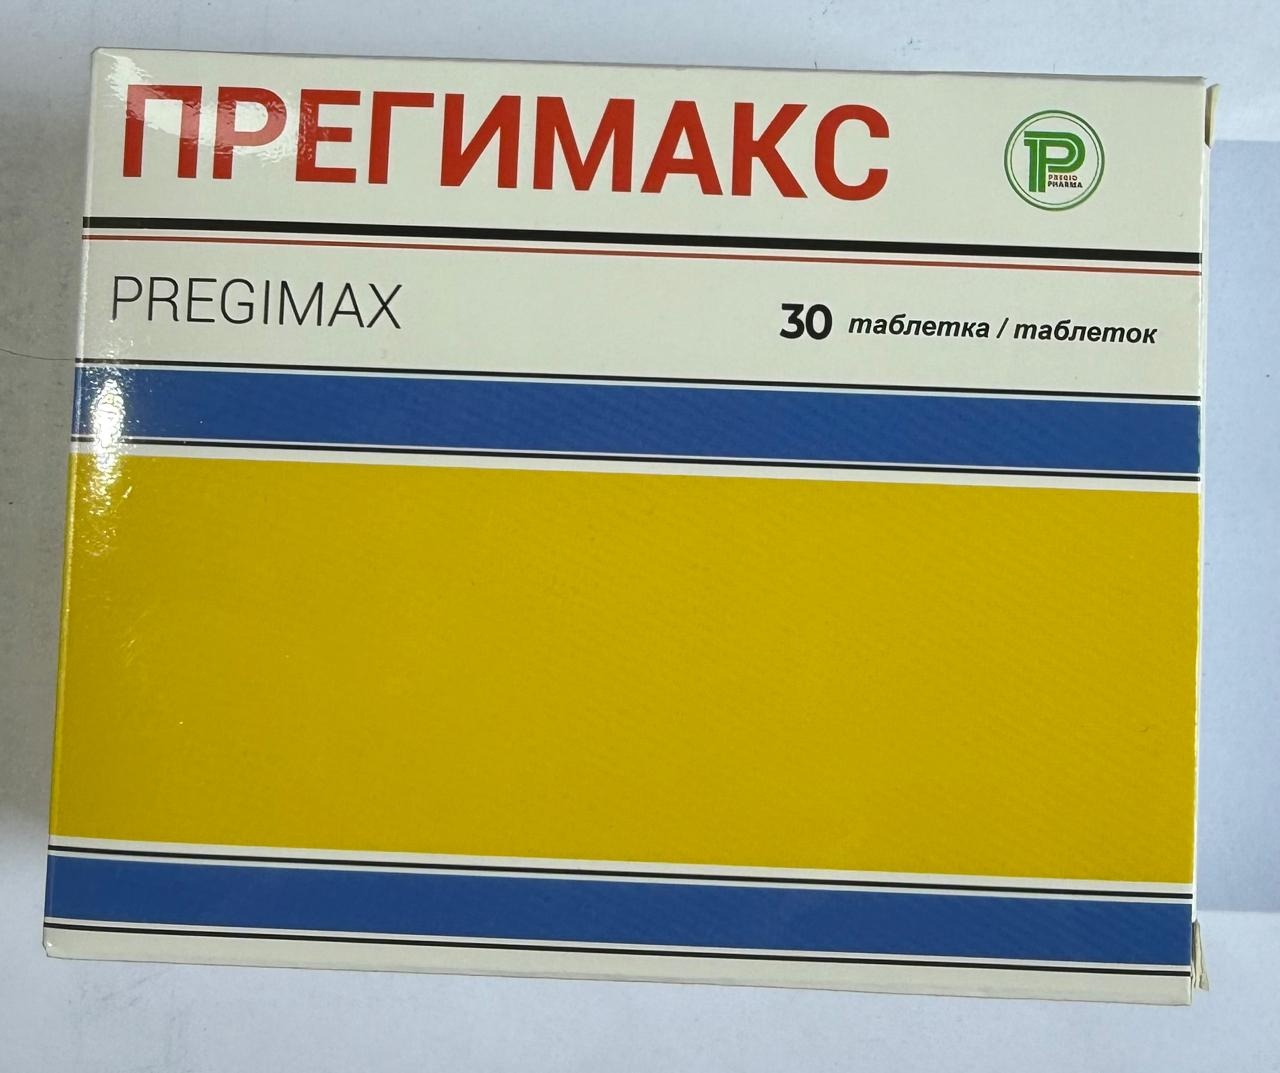 ПРЕГИМАКС
P
PREGIO
PHARMA
PREGIMAX
30 таблетка / таблеток